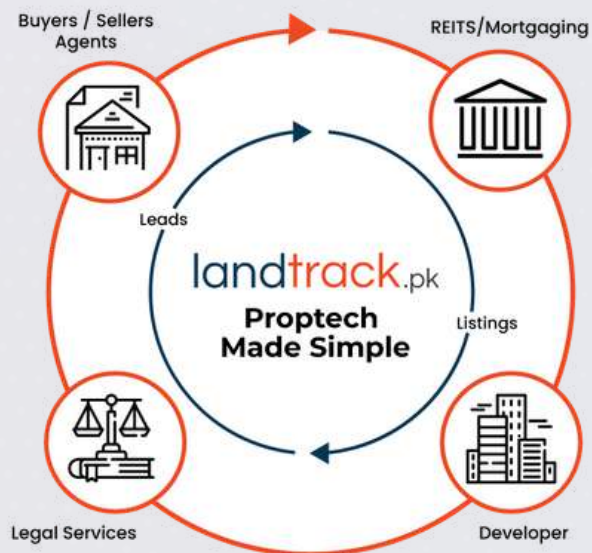 Buyers / Sellers
Agents
REITS/Mortgaging
Leads
landtrack.pk
Proptech
Made Simple
Listings
Legal Services
Developer